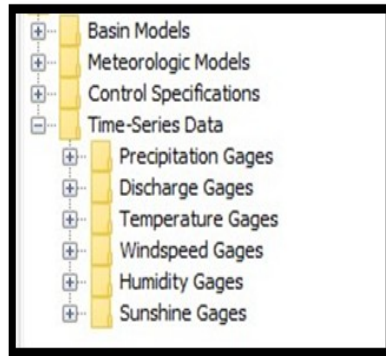 Basin Models
Meteorologic Models
Control Specifications
Time-Series Data
Precipitation Gages
Discharge Gages
Temperature Gages
Windspeed Gages
Humidity Gages
Sunshine Gages